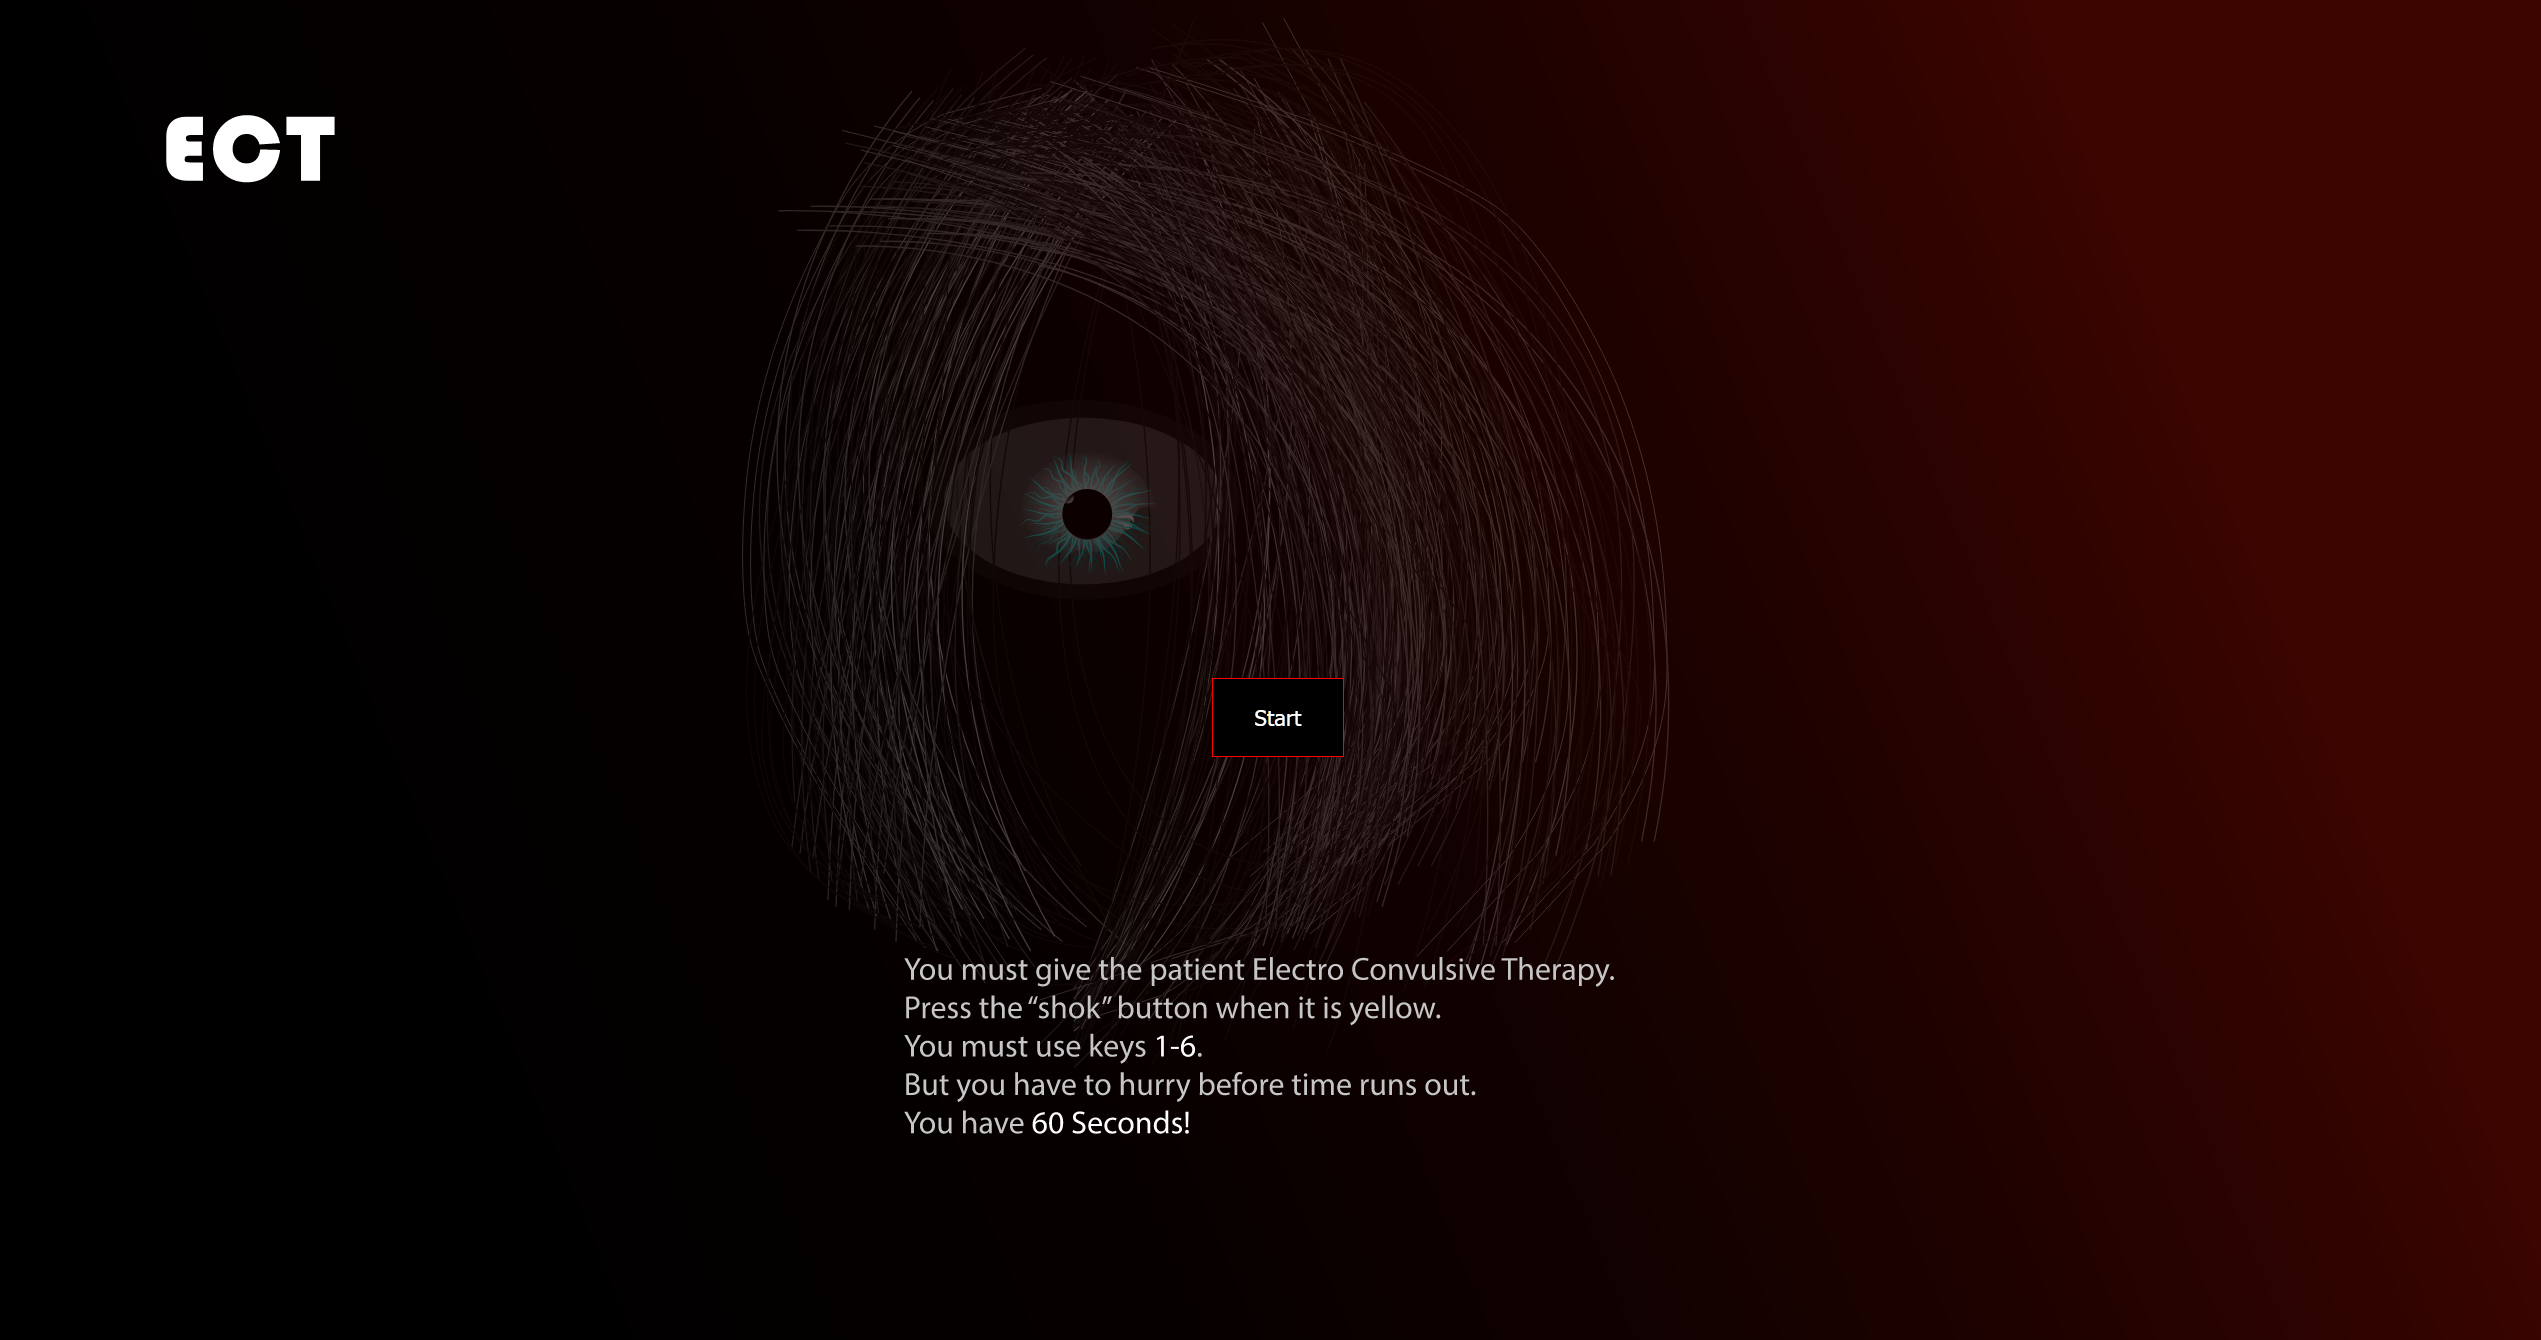 ECT
Start
You must give the patient Electro Convulsive Therapy.
Press the “shok” button when it is yellow.
You must use keys 1-6.
But you have to hurry before time runs out.
You have 60 Seconds!